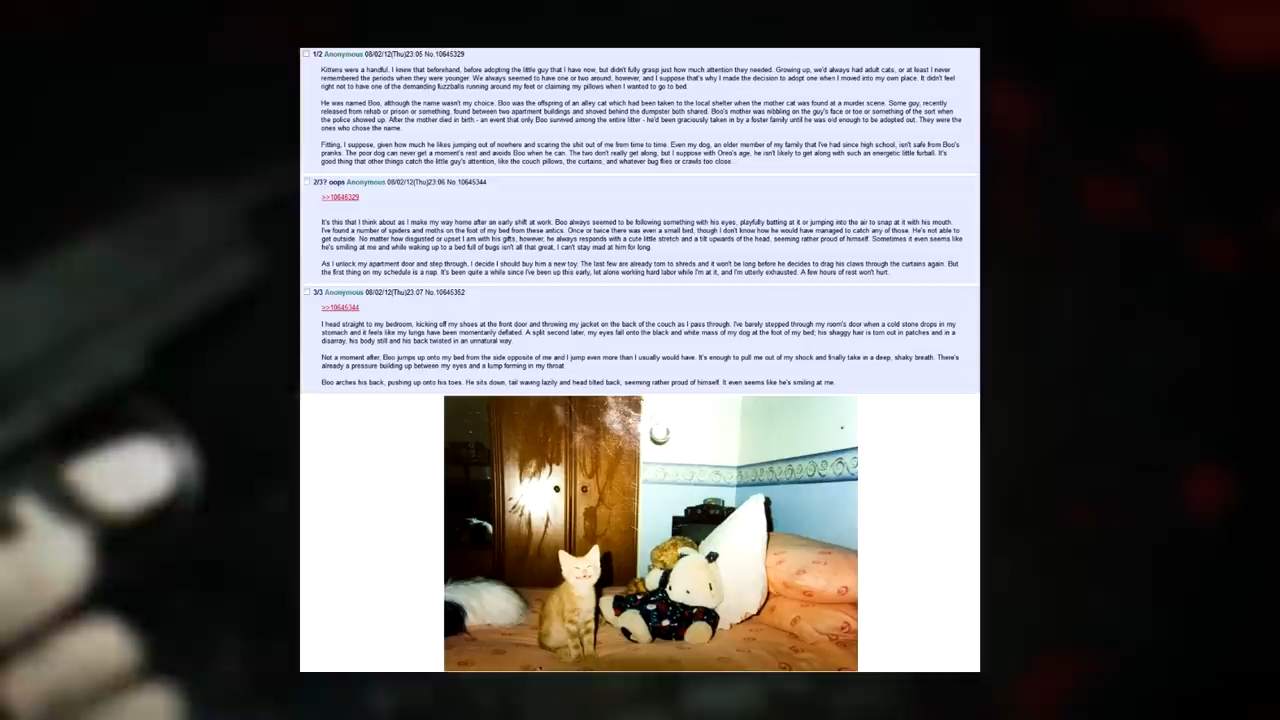 1/2 Anonymous 08/02/12(Thu)23:05 No.10645329
Kittens were a handful. I knew that beforehand, before adopting the little guy that I have now, but didn't fully grasp just how much attention they needed. Growing up, we'd always had adult cats, or at least I never
remembered the periods when they were younger. We always seemed to have one or two around, however, and I suppose that's why I made the decision to adopt one when I moved into my own place. It didn't feel
right not to have one of the demanding fuzzballs running around my feet or claiming my pillows when I wanted to go to bed.
He was named Boo, although the name wasn't my choice. Boo was the offspring of an alley cat which had been taken to the local shelter when the mother cat was found at a murder scene. Some guy, recently
released from rehab or prison or something, found between two apartment buildings and shoved behind the dumpster both shared. Boo's mother was nibbling on the guy's face or toe or something of the sort when
the police showed up. After the mother died in birth - an event that only Boo survived among the entire litter - he'd been graciously taken in by a foster family until he was old enough to be adopted out. They were the
ones who chose the name.
Fitting, I suppose, given how much he likes jumping out of nowhere and scaring the shit out of me from time to time. Even my dog, an older member of my family that I've had since high school, isn't safe from Boo's
pranks. The poor dog can never get a moment's rest and avoids Boo when he can. The two don't really get along, but I suppose with Oreo's age, he isn't likely to get along with such an energetic little furball. It's
good thing that other things catch the little guy's attention, like the couch pillows, the curtains, and whatever bug flies or crawls too close.
2/3? oops Anonymous 08/02/12(Thu)23:06 No.10645344
>>10645329
It's this that I think about as I make my way home after an early shift at work. Boo always seemed to be following something with his eyes, playfully batting at it or jumping into the air to snap at it with his mouth.
I've found a number of spiders and moths on the foot of my bed from these antics. Once or twice there was even a small bird, though I don't know how he would have managed to catch any of those. He's not able to
get outside. No matter how disgusted or upset I am with his gifts, however, he always responds with a cute little stretch and a tilt upwards of the head, seeming rather proud of himself. Sometimes it even seems like
he's smiling at me and while waking up to a bed full of bugs isn't all that great, I can't stay mad at him for long.
As I unlock my apartment door and step through, I decide I should buy him a new toy. The last few are already torn to shreds and it won't be long before he decides to drag his claws through the curtains again. But
the first thing on my schedule is a nap. It's been quite a while since I've been up this early, let alone working hard labor while I'm at it, and I'm utterly exhausted. A few hours of rest won't hurt.
3/3 Anonymous 08/02/12(Thu)23:07 No.10645352
>>10645344
I head straight to my bedroom, kicking off my shoes at the front door and throwing my jacket on the back of the couch as I pass through. I've barely stepped through my room's door when a cold stone drops in my
stomach and it feels like my lungs have been momentarily deflated. A split second later, my eyes fall onto the black and white mass of my dog at the foot of my bed; his shaggy hair is torn out in patches and in a
disarray, his body still and his back twisted in an unnatural way.
Not a moment after, Boo jumps up onto my bed from the side opposite of me and I jump even more than I usually would have. It's enough to pull me out of my shock and finally take in a deep, shaky breath. There's
already a pressure building up between my eyes and a lump forming in my throat
Boo arches his back, pushing up onto his toes. He sits down, tail waving lazily and head tilted back, seeming rather proud of himself. It even seems like he's smiling at me.